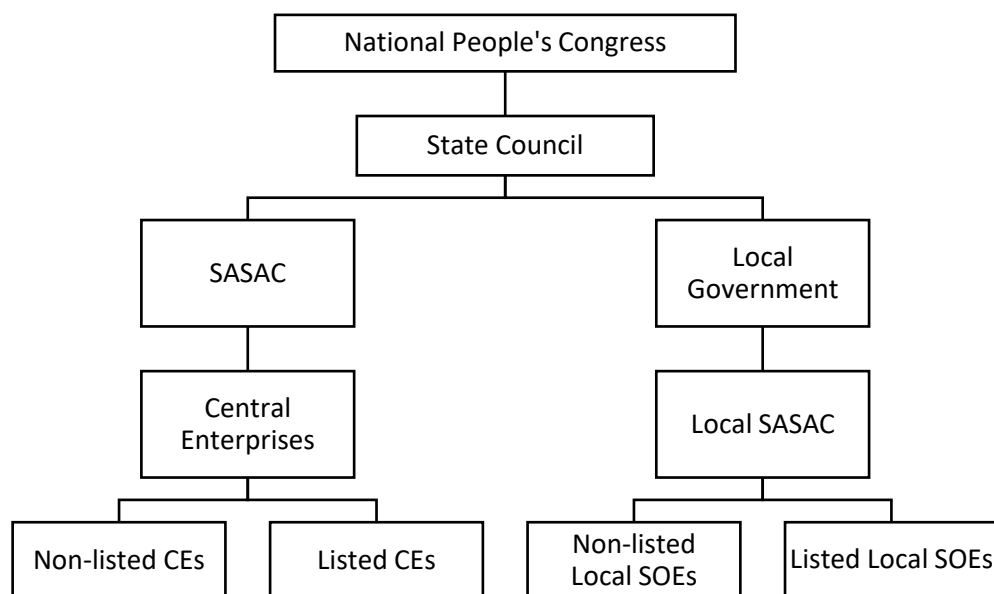 National People's Congress
State Council
SASAC
Local
Government
Central
Enterprises
Local SASAC
Non-listed CEs
Listed CEs
Non-listed
Local SOEs
Listed Local SOEs